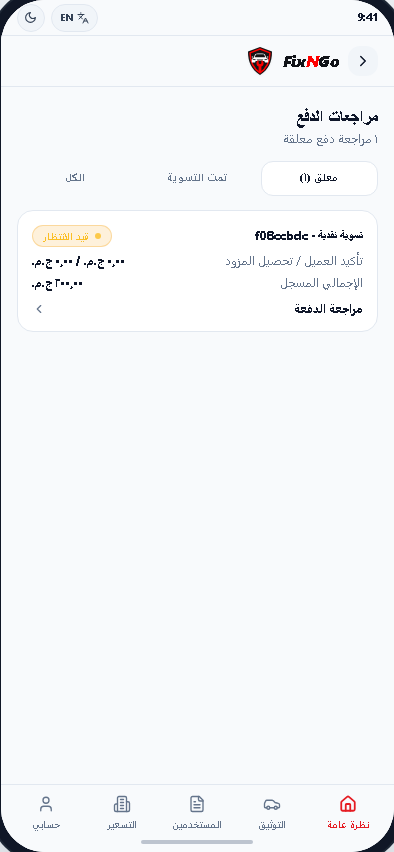 9:41
EN
FixNGo
مراجعات الدفع
١ مراجعة دفع معلقة
معلق (١)
تمت التسوية
الكل
تسوية نقدية - f08ccbdc
قيد الانتظار
تأكيد العميل / تحصيل المزود
٠٫٠٠ ج.م. / ٠٫٠٠ ج.م.
الإجمالي المسجل
٢٠٠٫٠٠ ج.م.
مراجعة الدفعة
نظرة عامة
التوثيق
المستخدمين
التسعير
حسابي